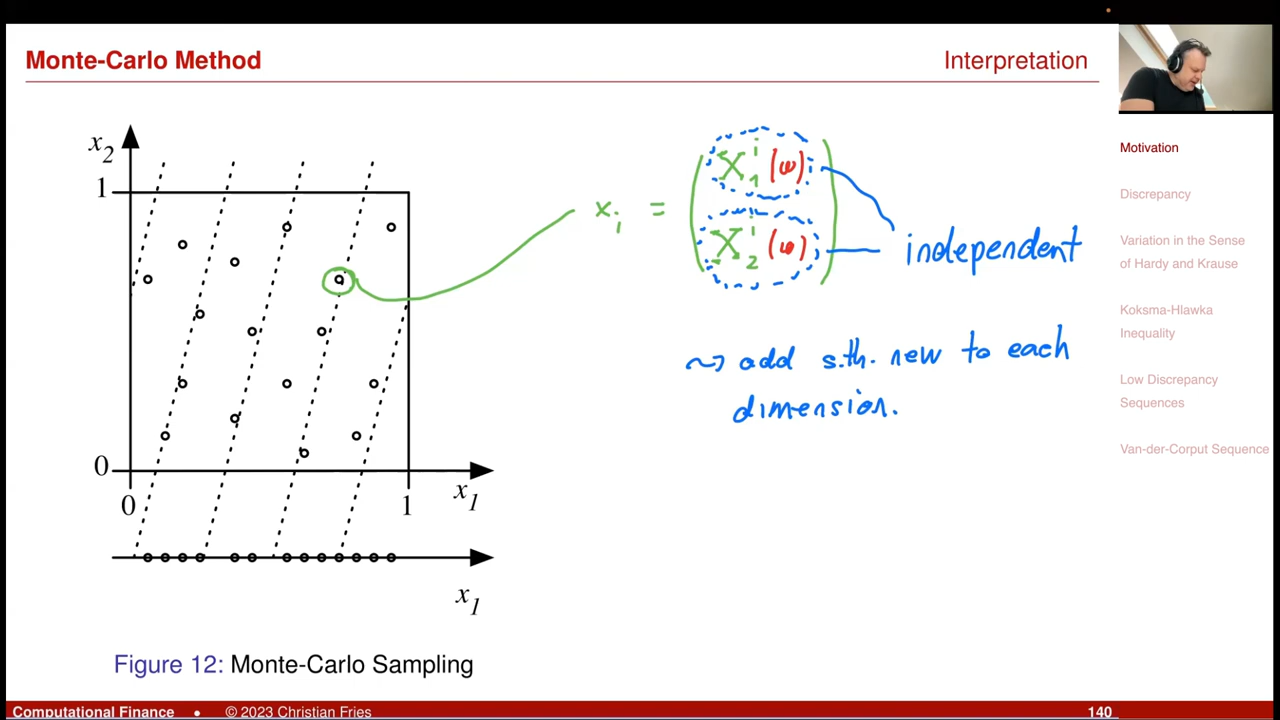 Monte-Carlo Method
Interpretation
x2
1
0
0
1
x1
x1
Figure 12: Monte-Carlo Sampling
xi = ( X1^i (ω)
X2^i (ω) )
independent
⇝ add s.th. new to each
dimension.
Motivation
Discrepancy
Variation in the Sense
of Hardy and Krause
Koksma-Hlawka
Inequality
Low Discrepancy
Sequences
Van-der-Corput Sequence
Computational Finance • © 2023 Christian Fries 140